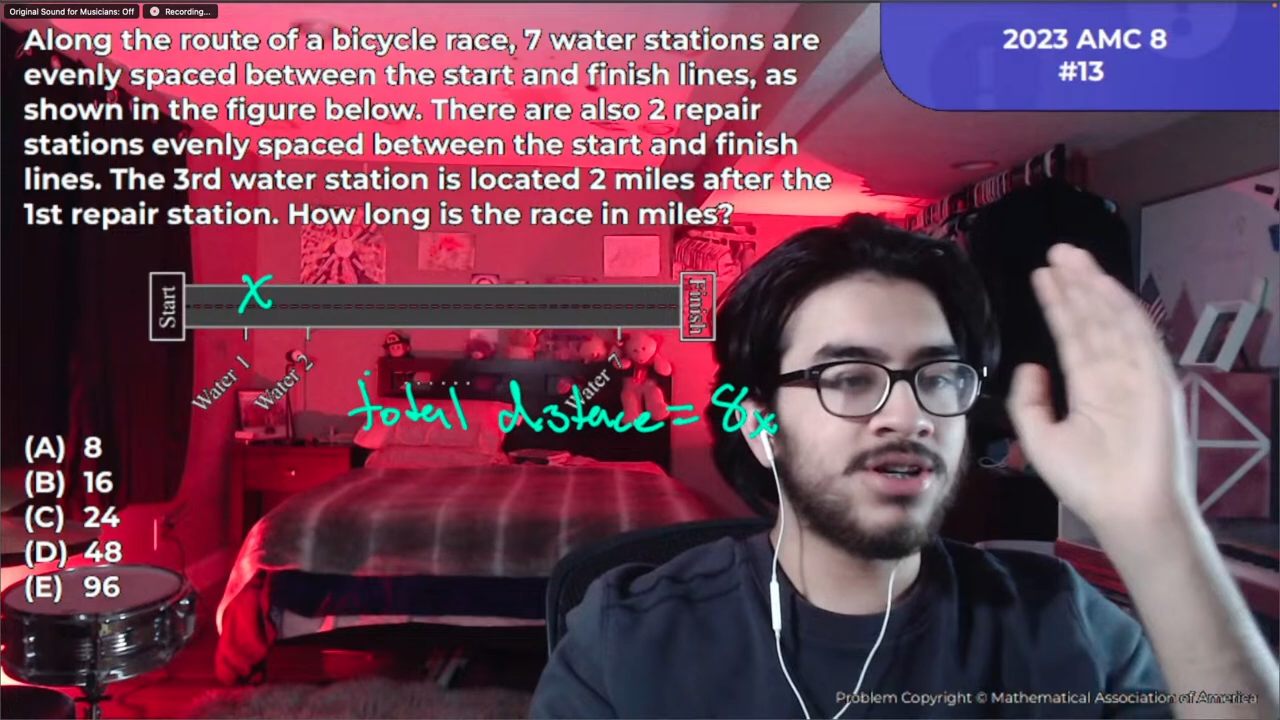 Original Sound for Musicians: Off
Recording...
Along the route of a bicycle race, 7 water stations are
evenly spaced between the start and finish lines, as
shown in the figure below. There are also 2 repair
stations evenly spaced between the start and finish
lines. The 3rd water station is located 2 miles after the
1st repair station. How long is the race in miles?
2023 AMC 8
#13
Start
x
Finish
Water 1
Water 2
......
Water 7
total distance = 8x
(A) 8
(B) 16
(C) 24
(D) 48
(E) 96
Problem Copyright © Mathematical Association of America